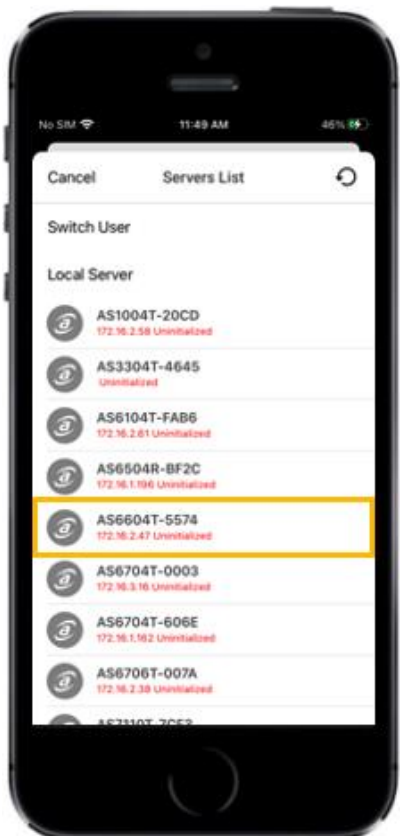 No SIM 11:49 AM 46%
Cancel Servers List
Switch User
Local Server
AS1004T-20CD
172.16.2.58 Uninitialized
AS3304T-4645
Uninitialized
AS6104T-FAB6
172.16.2.61 Uninitialized
AS6504R-BF2C
172.16.1.196 Uninitialized
AS6604T-5574
172.16.2.47 Uninitialized
AS6704T-0003
172.16.3.16 Uninitialized
AS6704T-606E
172.16.1.162 Uninitialized
AS6706T-007A
172.16.2.38 Uninitialized